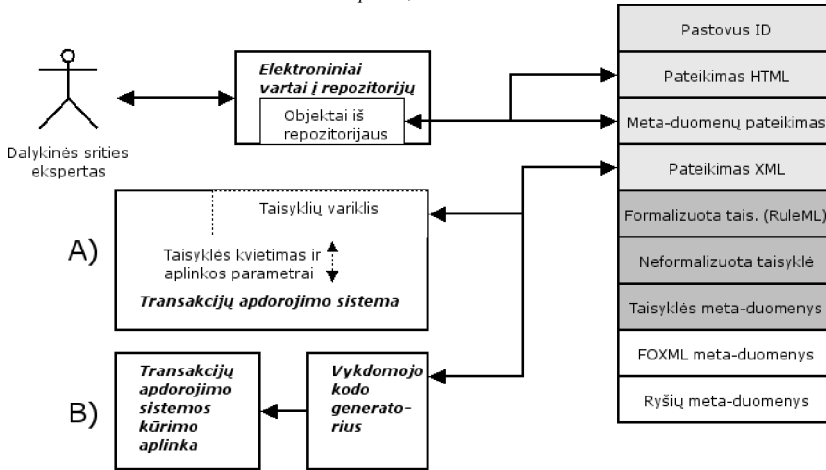 Elektroniniai
vartai į repozitorijų
Objektai iš
repozitorijaus
Dalykinės srities
ekspertas
A)
Taisyklių variklis
Taisyklės kvietimas ir
aplinkos parametrai
Transakcijų apdorojimo sistema
B)
Transakcijų
apdorojimo
sistemos
kūrimo
aplinka
Vykdomojo
kodo
generato-
rius
Pastovus ID
Pateikimas HTML
Meta-duomenų pateikimas
Pateikimas XML
Formalizuota tais. (RuleML)
Neformalizuota taisyklė
Taisyklės meta-duomenys
FOXML meta-duomenys
Ryšių meta-duomenys